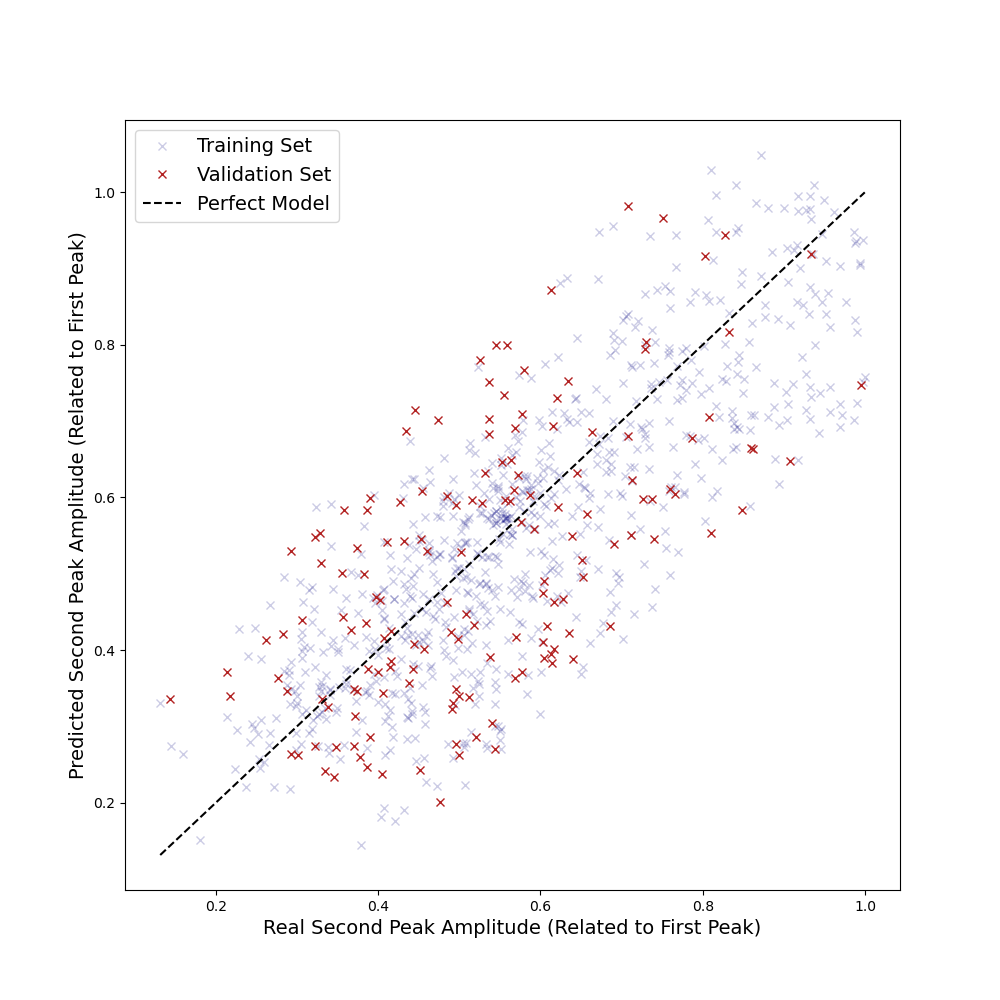 Training Set
Validation Set
Perfect Model
1.0
0.8
0.6
0.4
0.2
Predicted Second Peak Amplitude (Related to First Peak)
0.2 0.4 0.6 0.8 1.0
Real Second Peak Amplitude (Related to First Peak)